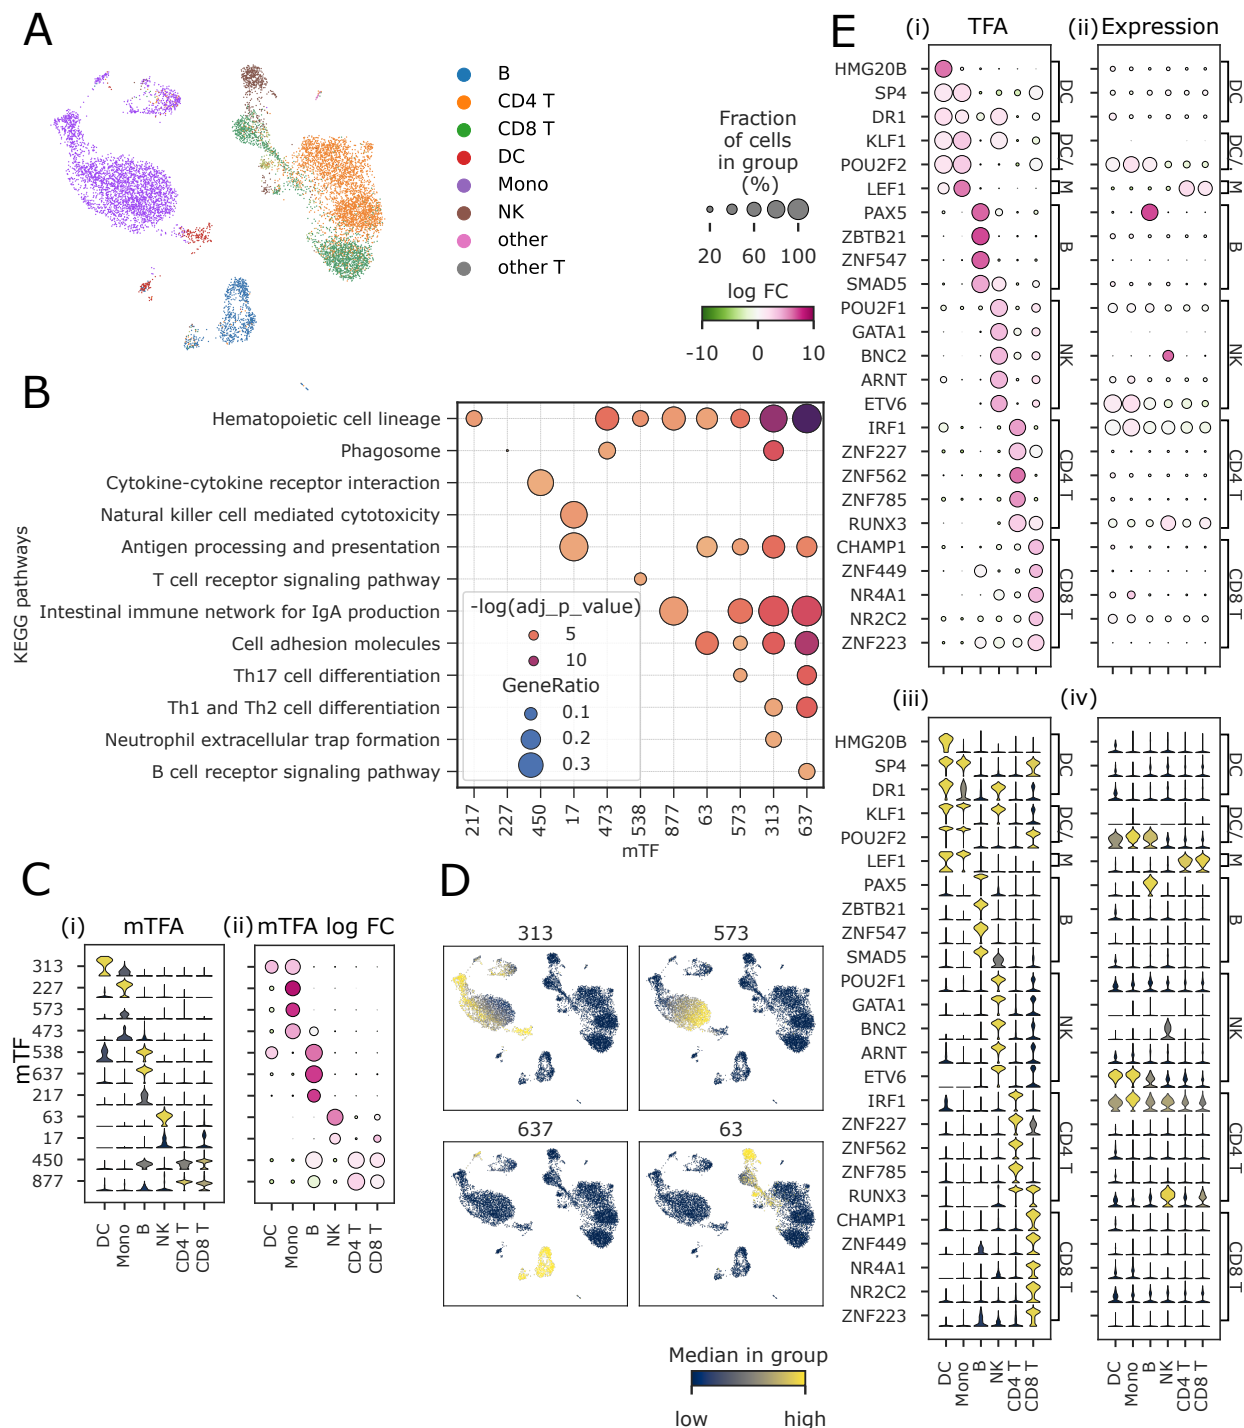 A
B
CD4 T
CD8 T
DC
Mono
NK
other
other T
Fraction
of cells
in group
(%)
20 60 100
log FC
-10 0 10
B
KEGG pathways
Hematopoietic cell lineage
Phagosome
Cytokine-cytokine receptor interaction
Natural killer cell mediated cytotoxicity
Antigen processing and presentation
T cell receptor signaling pathway
Intestinal immune network for IgA production
Cell adhesion molecules
Th17 cell differentiation
Th1 and Th2 cell differentiation
Neutrophil extracellular trap formation
B cell receptor signaling pathway
-log(adj_p_value)
5
10
GeneRatio
0.1
0.2
0.3
217 227 450 17 473 538 877 63 573 313 637
mTF
C
(i) mTFA
(ii) mTFA log FC
mTF
313
227
573
473
538
637
217
63
17
450
877
DC Mono B NK CD4 T CD8 T
DC Mono B NK CD4 T CD8 T
D
313
573
637
63
Median in group
low high
E
(i) TFA
(ii) Expression
HMG20B
SP4
DR1
KLF1
POU2F2
LEF1
PAX5
ZBTB21
ZNF547
SMAD5
POU2F1
GATA1
BNC2
ARNT
ETV6
IRF1
ZNF227
ZNF562
ZNF785
RUNX3
CHAMP1
ZNF449
NR4A1
NR2C2
ZNF223
DC
DC/
M
B
NK
CD4 T
CD8 T
DC
DC/
M
B
NK
CD4 T
CD8 T
(iii)
(iv)
HMG20B
SP4
DR1
KLF1
POU2F2
LEF1
PAX5
ZBTB21
ZNF547
SMAD5
POU2F1
GATA1
BNC2
ARNT
ETV6
IRF1
ZNF227
ZNF562
ZNF785
RUNX3
CHAMP1
ZNF449
NR4A1
NR2C2
ZNF223
DC
DC/
M
B
NK
CD4 T
CD8 T
DC
DC/
M
B
NK
CD4 T
CD8 T
DC Mono B NK CD4 T CD8 T
DC Mono B NK CD4 T CD8 T